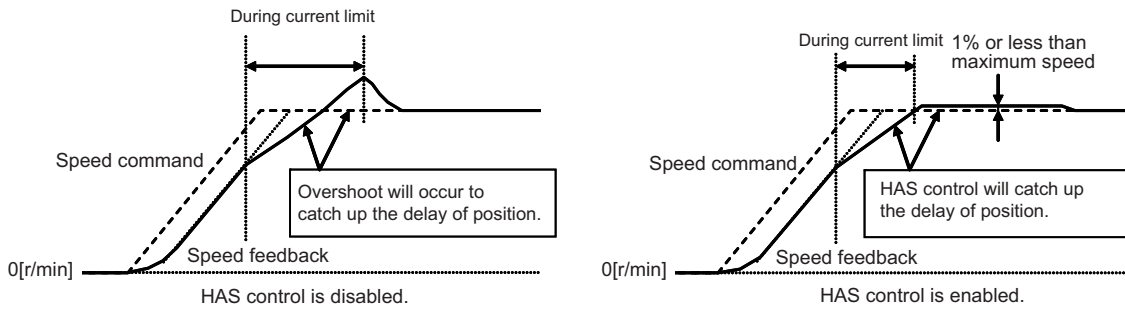 During current limit
Speed command
Overshoot will occur to
catch up the delay of position.
Speed feedback
0[r/min]
HAS control is disabled.
During current limit
1% or less than
maximum speed
Speed command
HAS control will catch up
the delay of position.
Speed feedback
0[r/min]
HAS control is enabled.